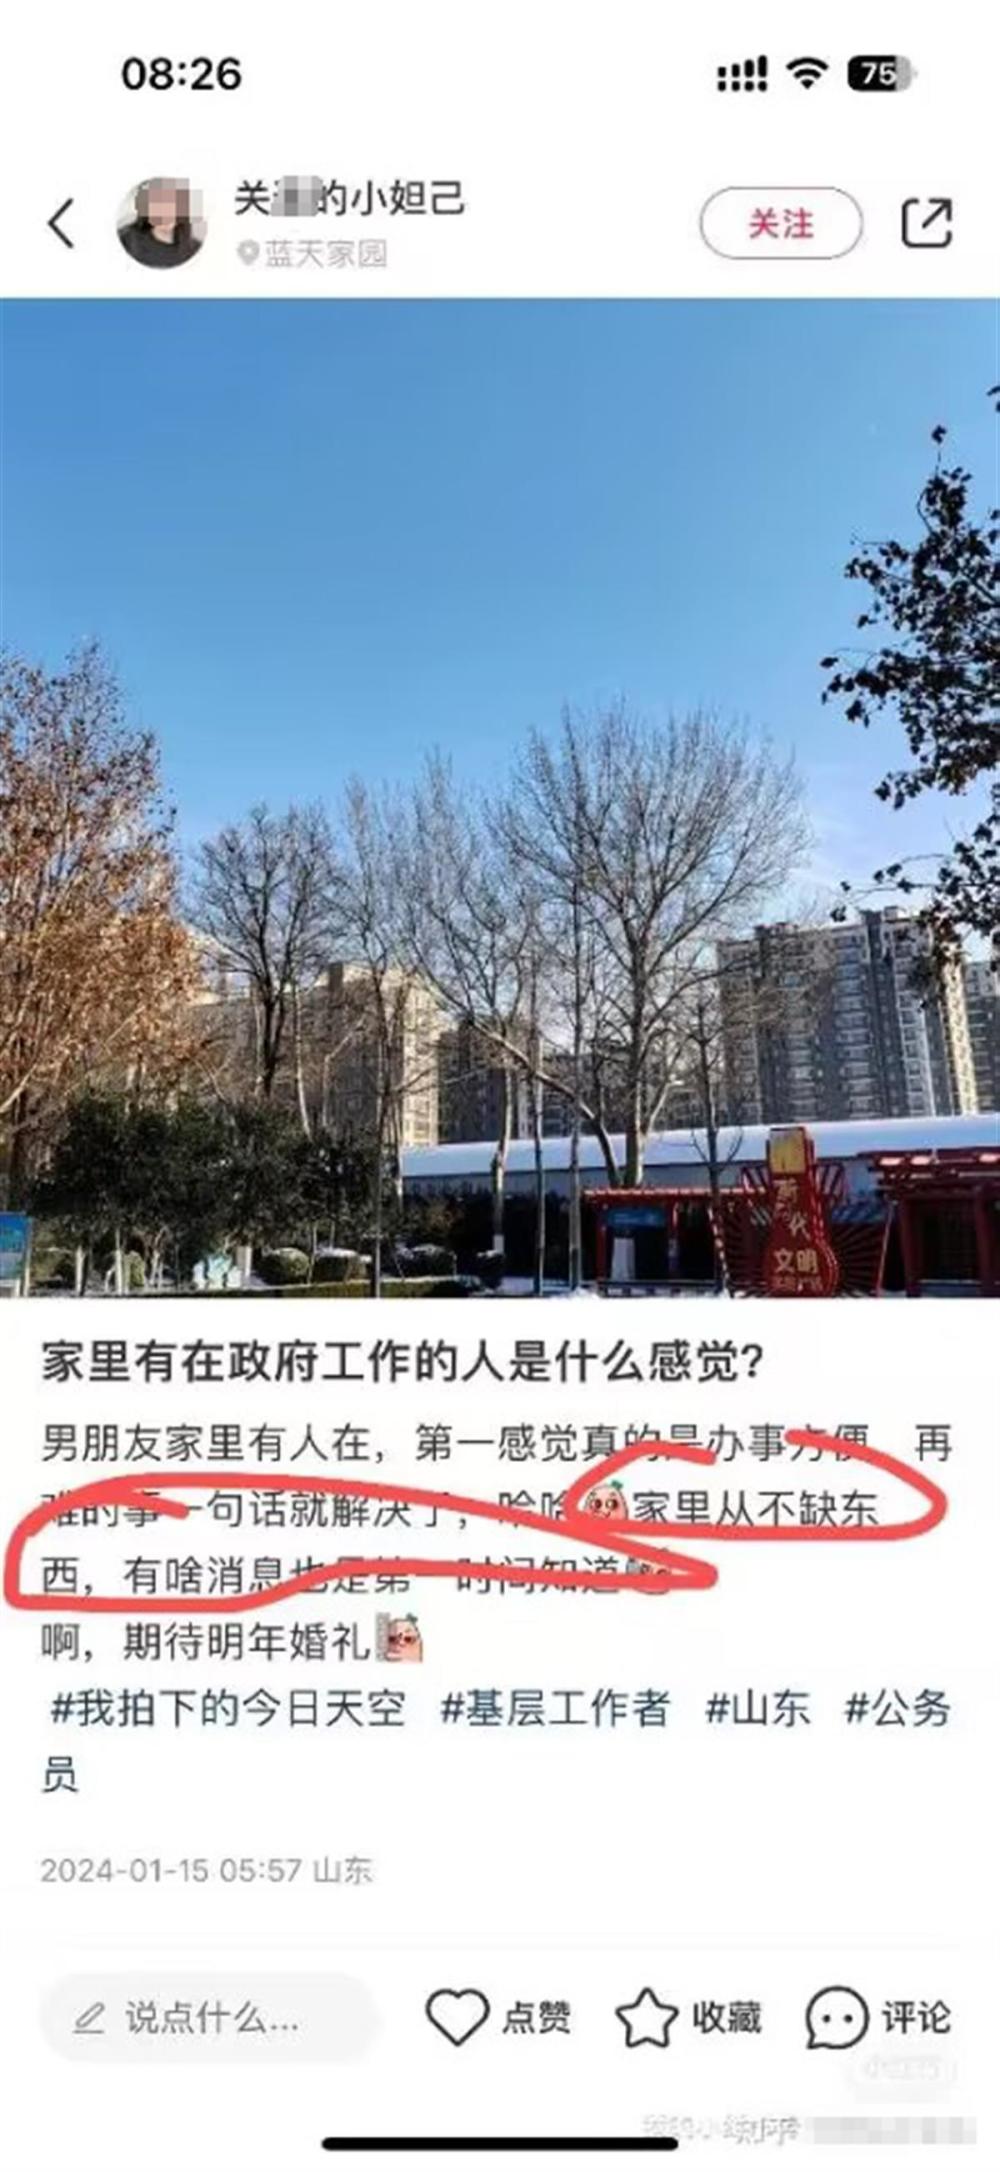 08:26
75
关 的小妲己
蓝天家园
关注
新
代
文明
家里有在政府工作的人是什么感觉?
男朋友家里有人在，第一感觉真的是办事方便，再
难的事一句话就解决了，哈哈 家里从不缺东
西，有啥消息也是第一时间知道
啊，期待明年婚礼
#我拍下的今日天空 #基层工作者 #山东 #公务
员
2024-01-15 05:57 山东
说点什么...
点赞
收藏
评论